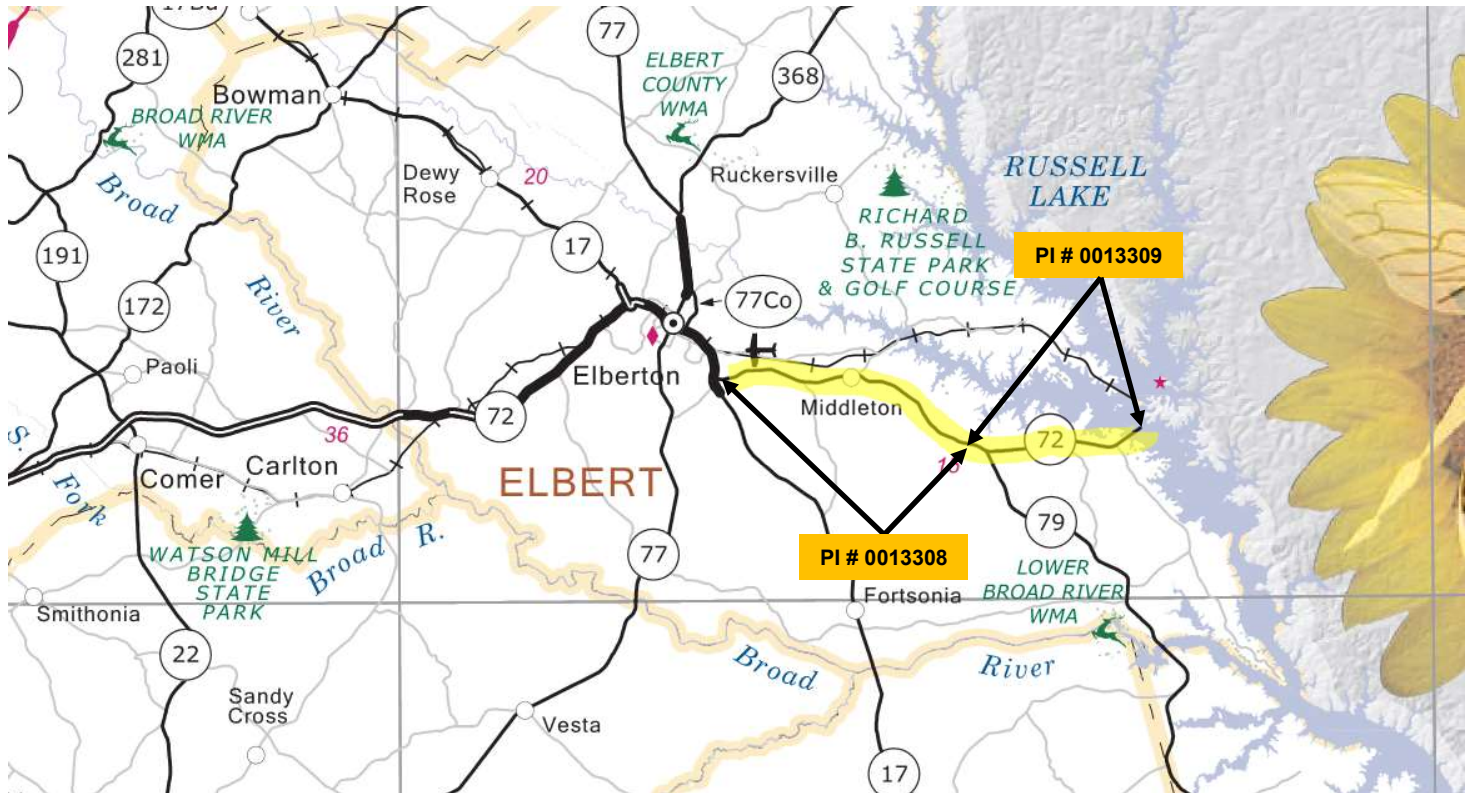 17Bu
281
77
368
ELBERT
COUNTY
WMA
Bowman
BROAD RIVER
WMA
Broad
Dewy
Rose
20
Ruckersville
RUSSELL
LAKE
RICHARD
B. RUSSELL
STATE PARK
& GOLF COURSE
PI # 0013309
191
17
172
River
77Co
Paoli
Elberton
Middleton
72
36
72
S.
Fork
Comer
Carlton
ELBERT
79
WATSON MILL
BRIDGE
STATE
PARK
Broad R.
77
PI # 0013308
LOWER
BROAD RIVER
WMA
Smithonia
Fortsonia
22
Broad
River
Sandy
Cross
Vesta
17